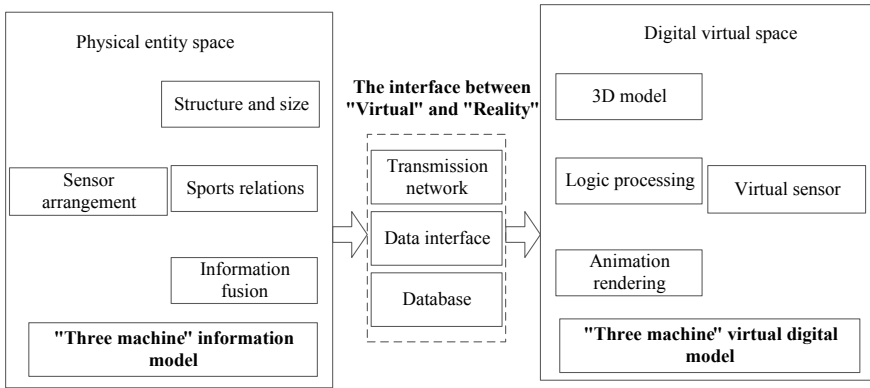 Physical entity space
Structure and size
Sensor
arrangement
Sports relations
Information
fusion
"Three machine" information
model
The interface between
"Virtual" and "Reality"
Transmission
network
Data interface
Database
Digital virtual space
3D model
Logic processing
Virtual sensor
Animation
rendering
"Three machine" virtual digital
model